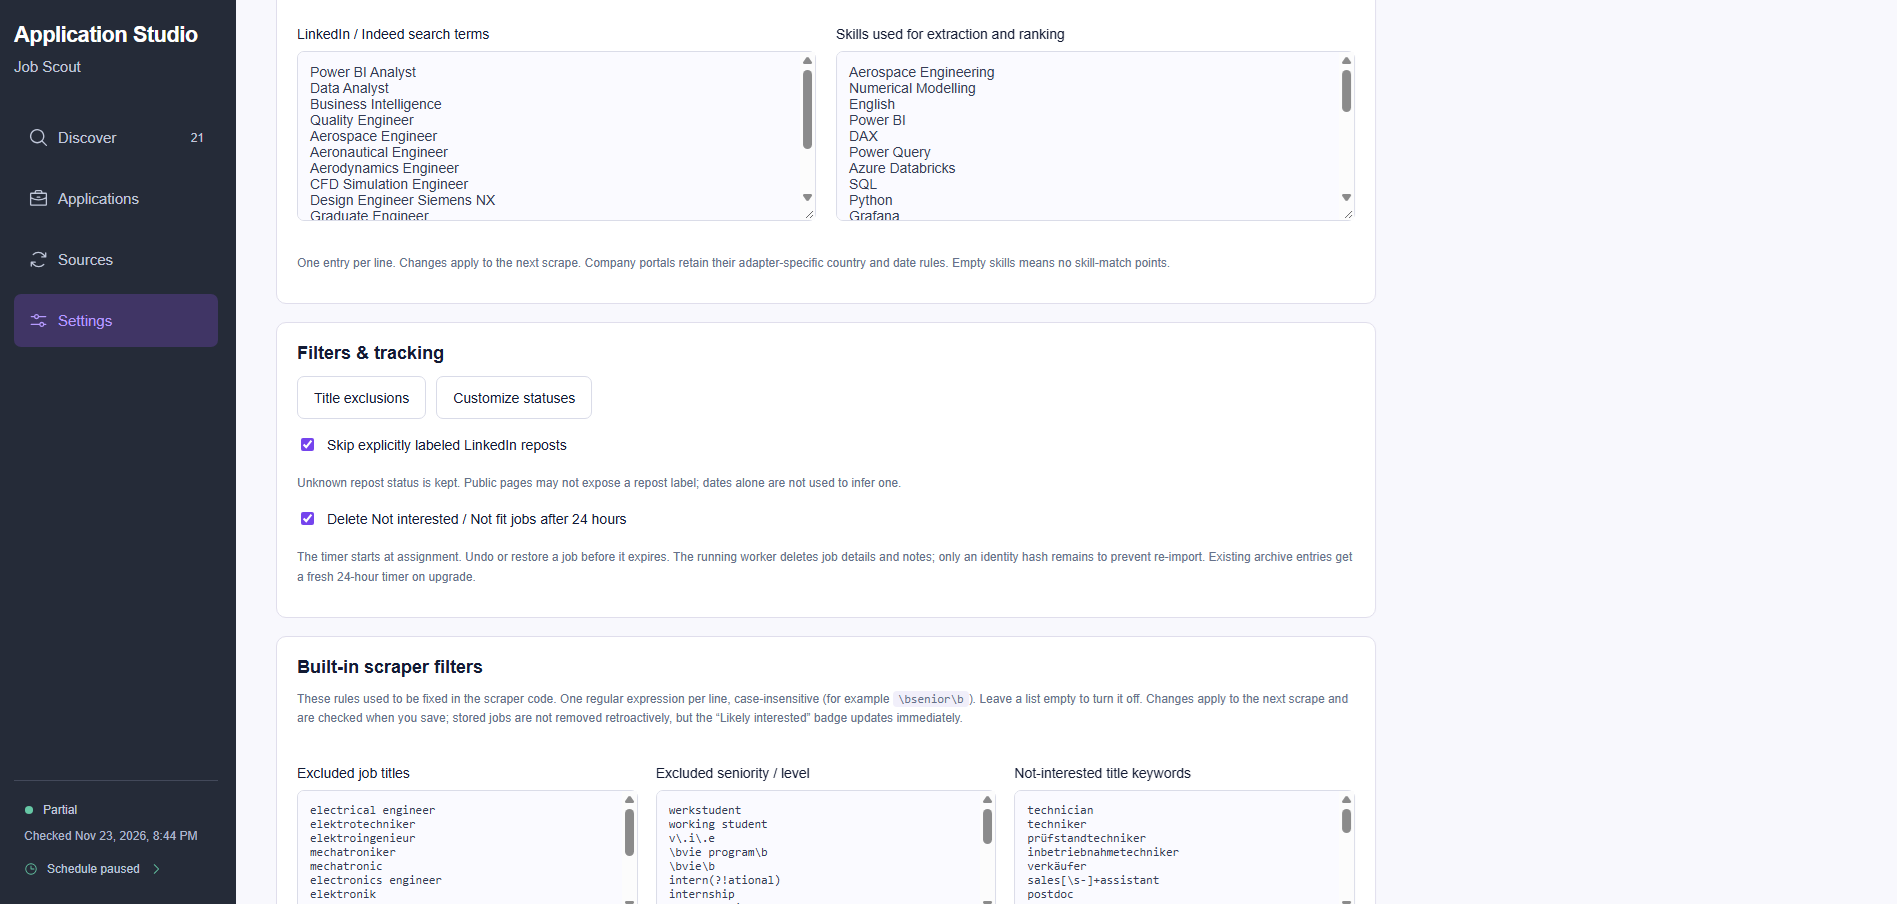 Application Studio
Job Scout
Discover 21
Applications
Sources
Settings
Partial
Checked Nov 23, 2026, 8:44 PM
Schedule paused
LinkedIn / Indeed search terms
Power BI Analyst
Data Analyst
Business Intelligence
Quality Engineer
Aerospace Engineer
Aeronautical Engineer
Aerodynamics Engineer
CFD Simulation Engineer
Design Engineer Siemens NX
Graduate Engineer
Skills used for extraction and ranking
Aerospace Engineering
Numerical Modelling
English
Power BI
DAX
Power Query
Azure Databricks
SQL
Python
Grafana
One entry per line. Changes apply to the next scrape. Company portals retain their adapter-specific country and date rules. Empty skills means no skill-match points.
Filters & tracking
Title exclusions
Customize statuses
Skip explicitly labeled LinkedIn reposts
Unknown repost status is kept. Public pages may not expose a repost label; dates alone are not used to infer one.
Delete Not interested / Not fit jobs after 24 hours
The timer starts at assignment. Undo or restore a job before it expires. The running worker deletes job details and notes; only an identity hash remains to prevent re-import. Existing archive entries get
a fresh 24-hour timer on upgrade.
Built-in scraper filters
These rules used to be fixed in the scraper code. One regular expression per line, case-insensitive (for example \bsenior\b ). Leave a list empty to turn it off. Changes apply to the next scrape and
are checked when you save; stored jobs are not removed retroactively, but the “Likely interested” badge updates immediately.
Excluded job titles
electrical engineer
elektrotechniker
elektroingenieur
mechatroniker
mechatronic
electronics engineer
elektronik
Excluded seniority / level
werkstudent
working student
v\.i\.e
\bvie program\b
\bvie\b
intern(?!ational)
internship
Not-interested title keywords
technician
techniker
prüfstandtechniker
inbetriebnahmetechniker
verkäufer
sales[\s-]+assistant
postdoc